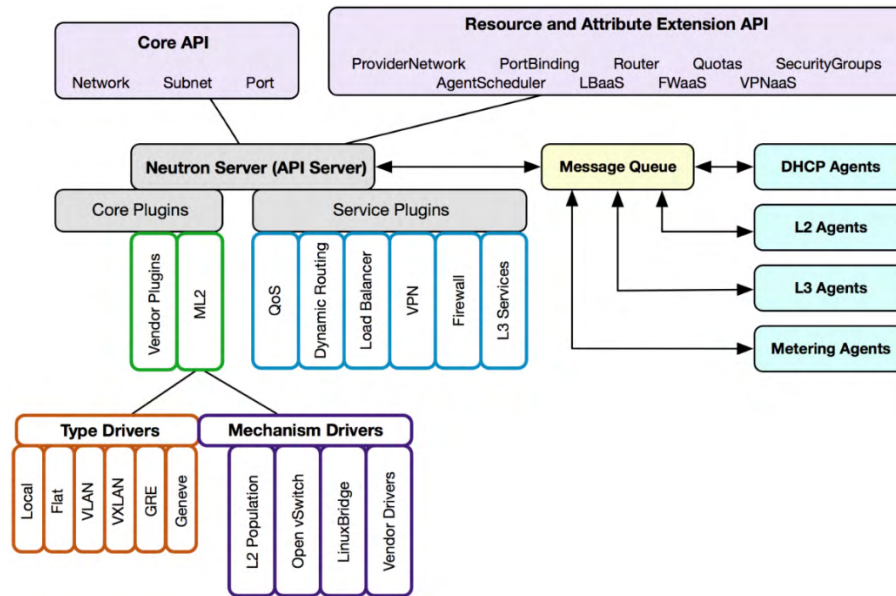 Core API
Network Subnet Port
Resource and Attribute Extension API
ProviderNetwork PortBinding Router Quotas SecurityGroups
AgentScheduler LBaaS FWaaS VPNaaS
Neutron Server (API Server)
Message Queue
DHCP Agents
L2 Agents
L3 Agents
Metering Agents
Core Plugins
Service Plugins
Vendor Plugins
ML2
QoS
Dynamic Routing
Load Balancer
VPN
Firewall
L3 Services
Type Drivers
Mechanism Drivers
Local
Flat
VLAN
VXLAN
GRE
Geneve
L2 Population
Open vSwitch
LinuxBridge
Vendor Drivers